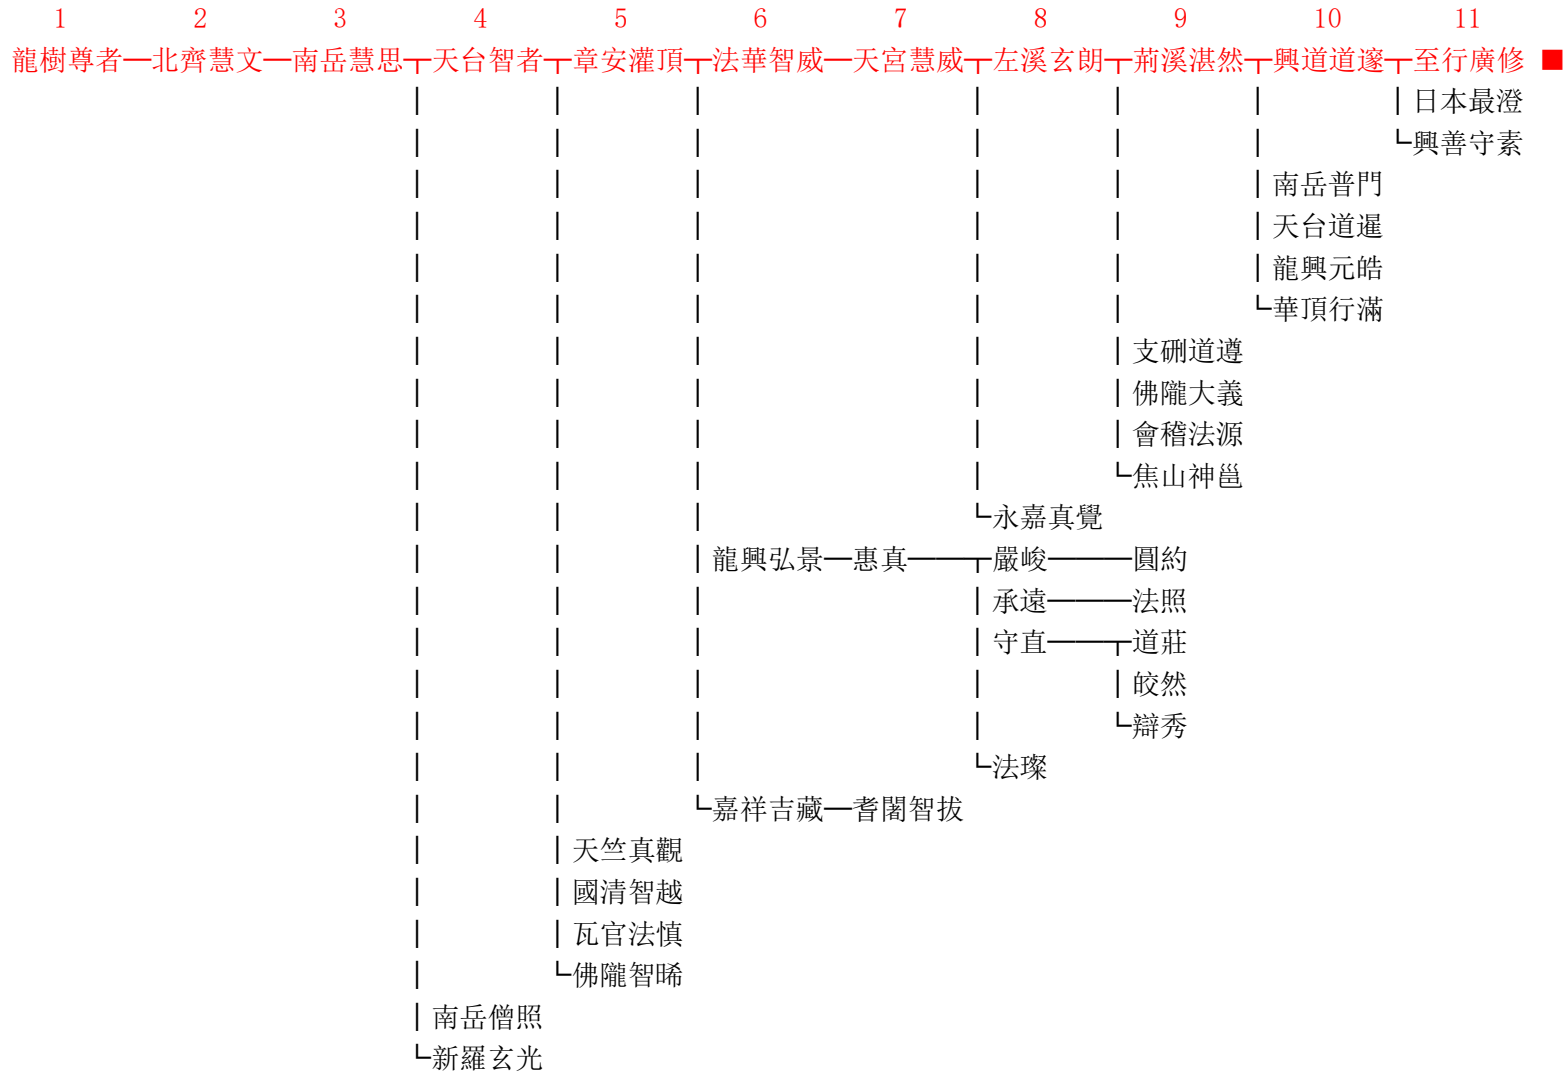 1 2 3 4 5 6 7 8 9 10 11
龍樹尊者─北齊慧文─南岳慧思┬天台智者┬章安灌頂┬法華智威─天宮慧威┬左溪玄朗┬荊溪湛然┬興道道邃┬至行廣修 ■
| | | | | | |日本最澄
| | | | | | └興善守素
| | | | | |南岳普門
| | | | | |天台道暹
| | | | | |龍興元皓
| | | | | └華頂行滿
| | | | |支硎道遵
| | | | |佛隴大義
| | | | |會稽法源
| | | | └焦山神邕
| | | └永嘉真覺
| | |龍興弘景─惠真──┬嚴峻───圓約
| | | |承遠───法照
| | | |守直──┬道莊
| | | | |皎然
| | | | └辯秀
| | | └法璨
| | └嘉祥吉藏─耆闍智拔
| |天竺真觀
| |國清智越
| |瓦官法慎
| └佛隴智晞
|南岳僧照
└新羅玄光